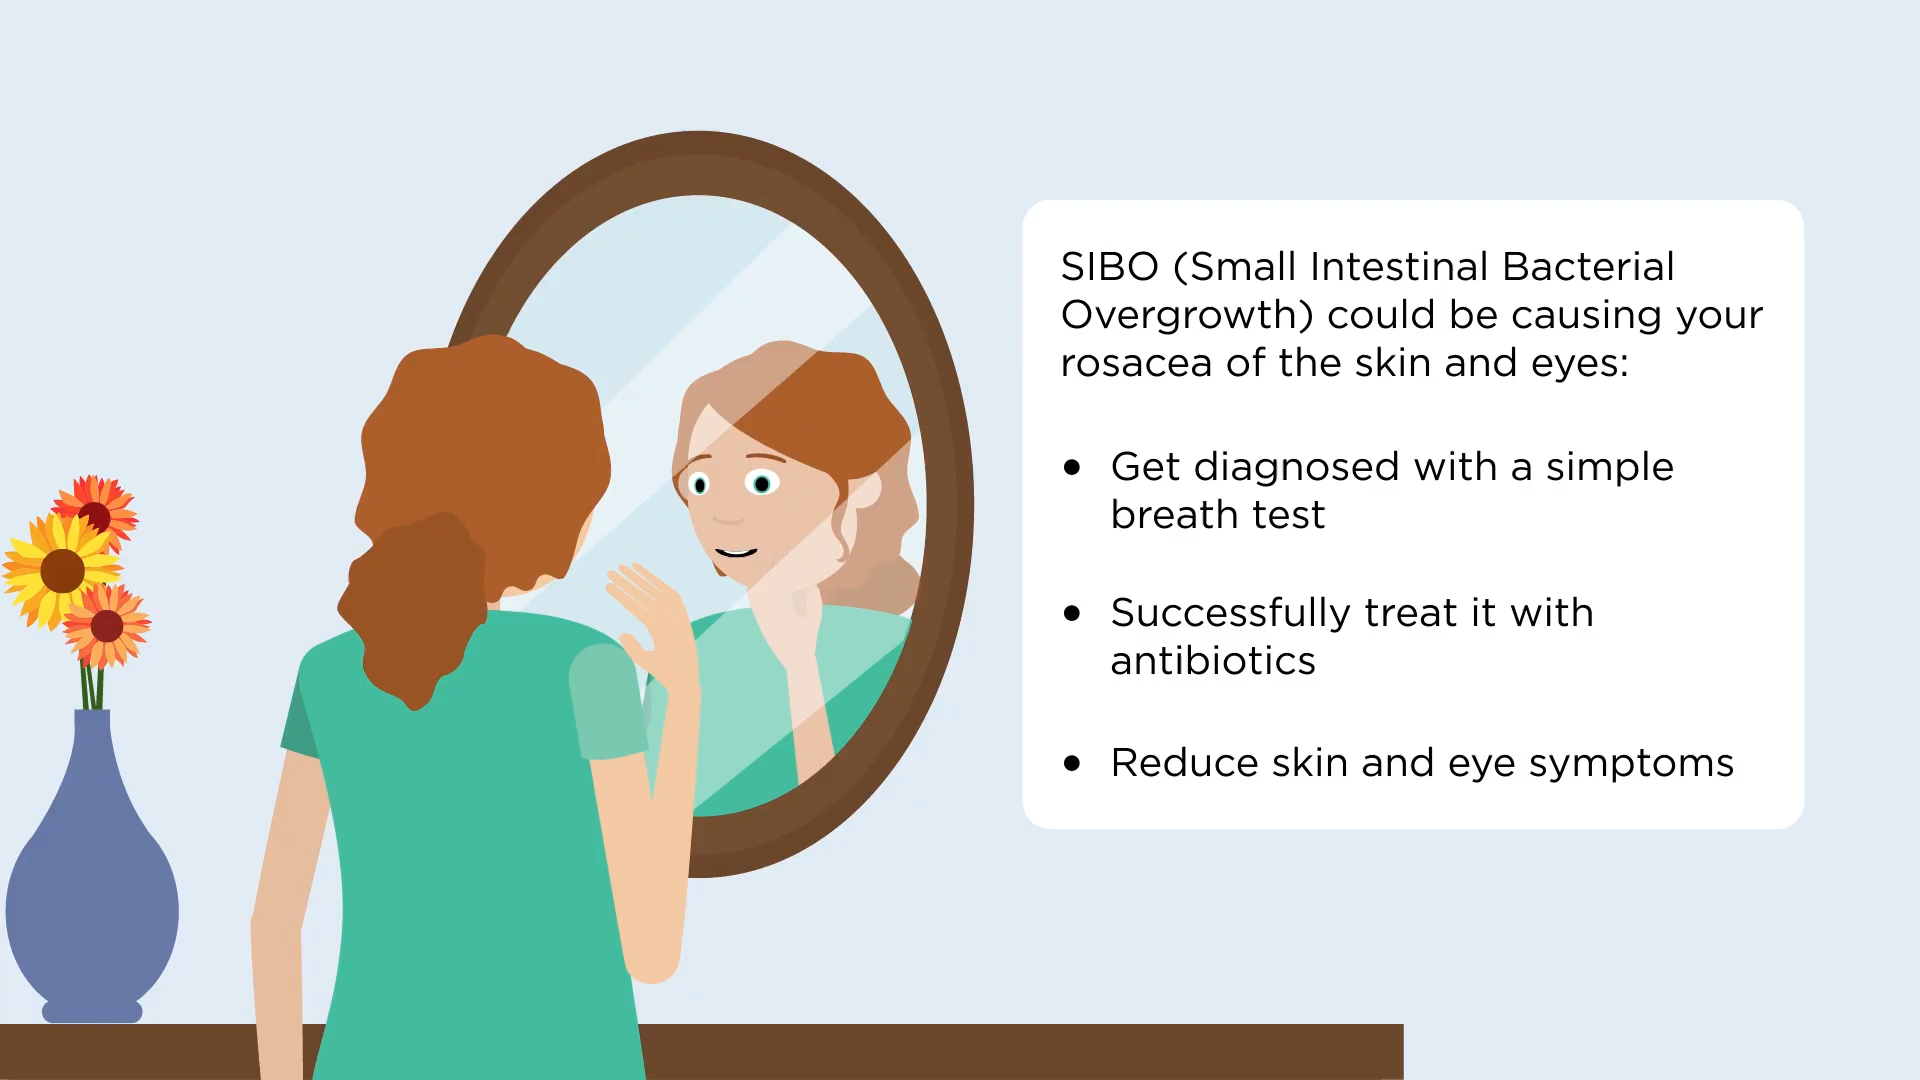 SIBO (Small Intestinal Bacterial
Overgrowth) could be causing your
rosacea of the skin and eyes:
• Get diagnosed with a simple
breath test
• Successfully treat it with
antibiotics
• Reduce skin and eye symptoms